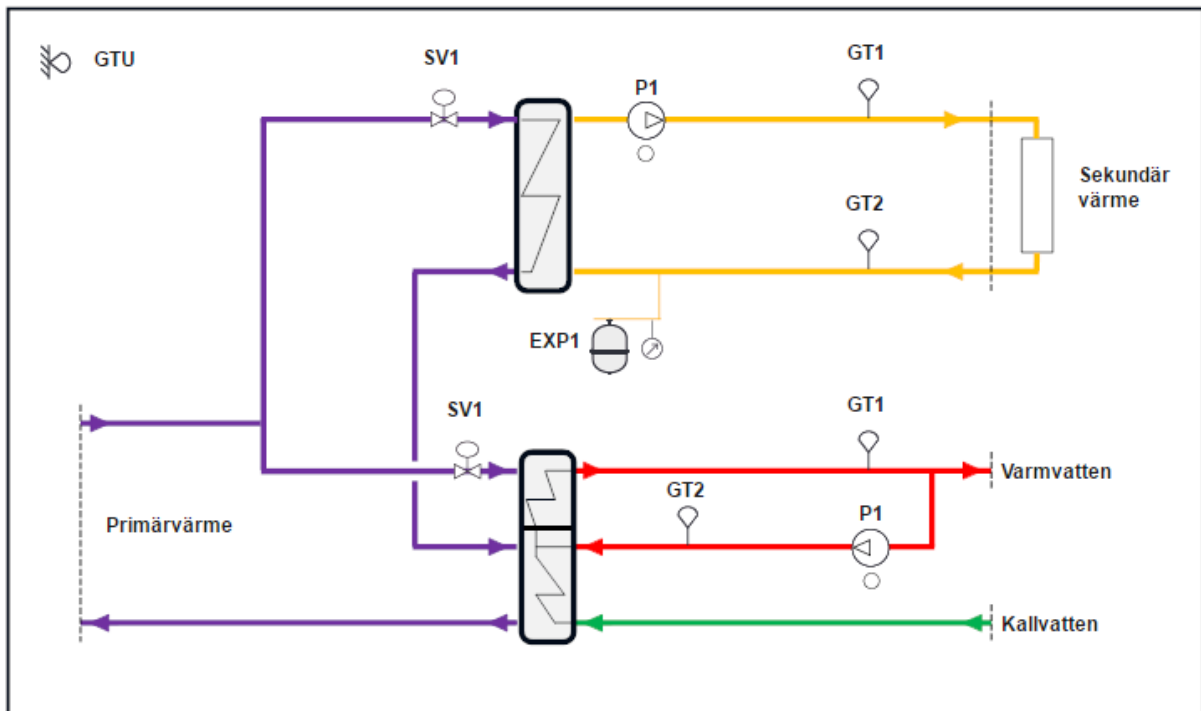 GTU
SV1
P1
GT1
GT2
Sekundär
värme
EXP1
SV1
GT1
GT2
P1
Varmvatten
Primärvärme
Kallvatten